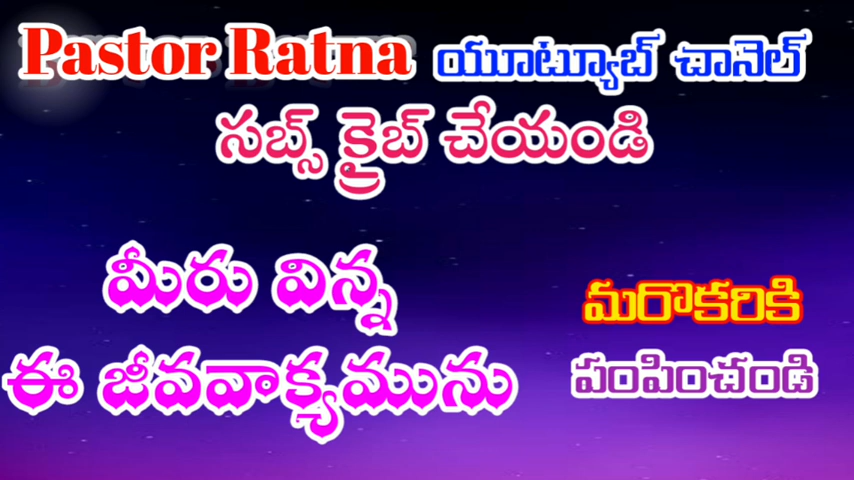 Pastor Ratna యూట్యూబ్ చానెల్
సబ్స్ క్రైబ్ చేయండి
మీరు విన్న
ఈ జీవవాక్యమును
మరొకరికి
పంపించండి